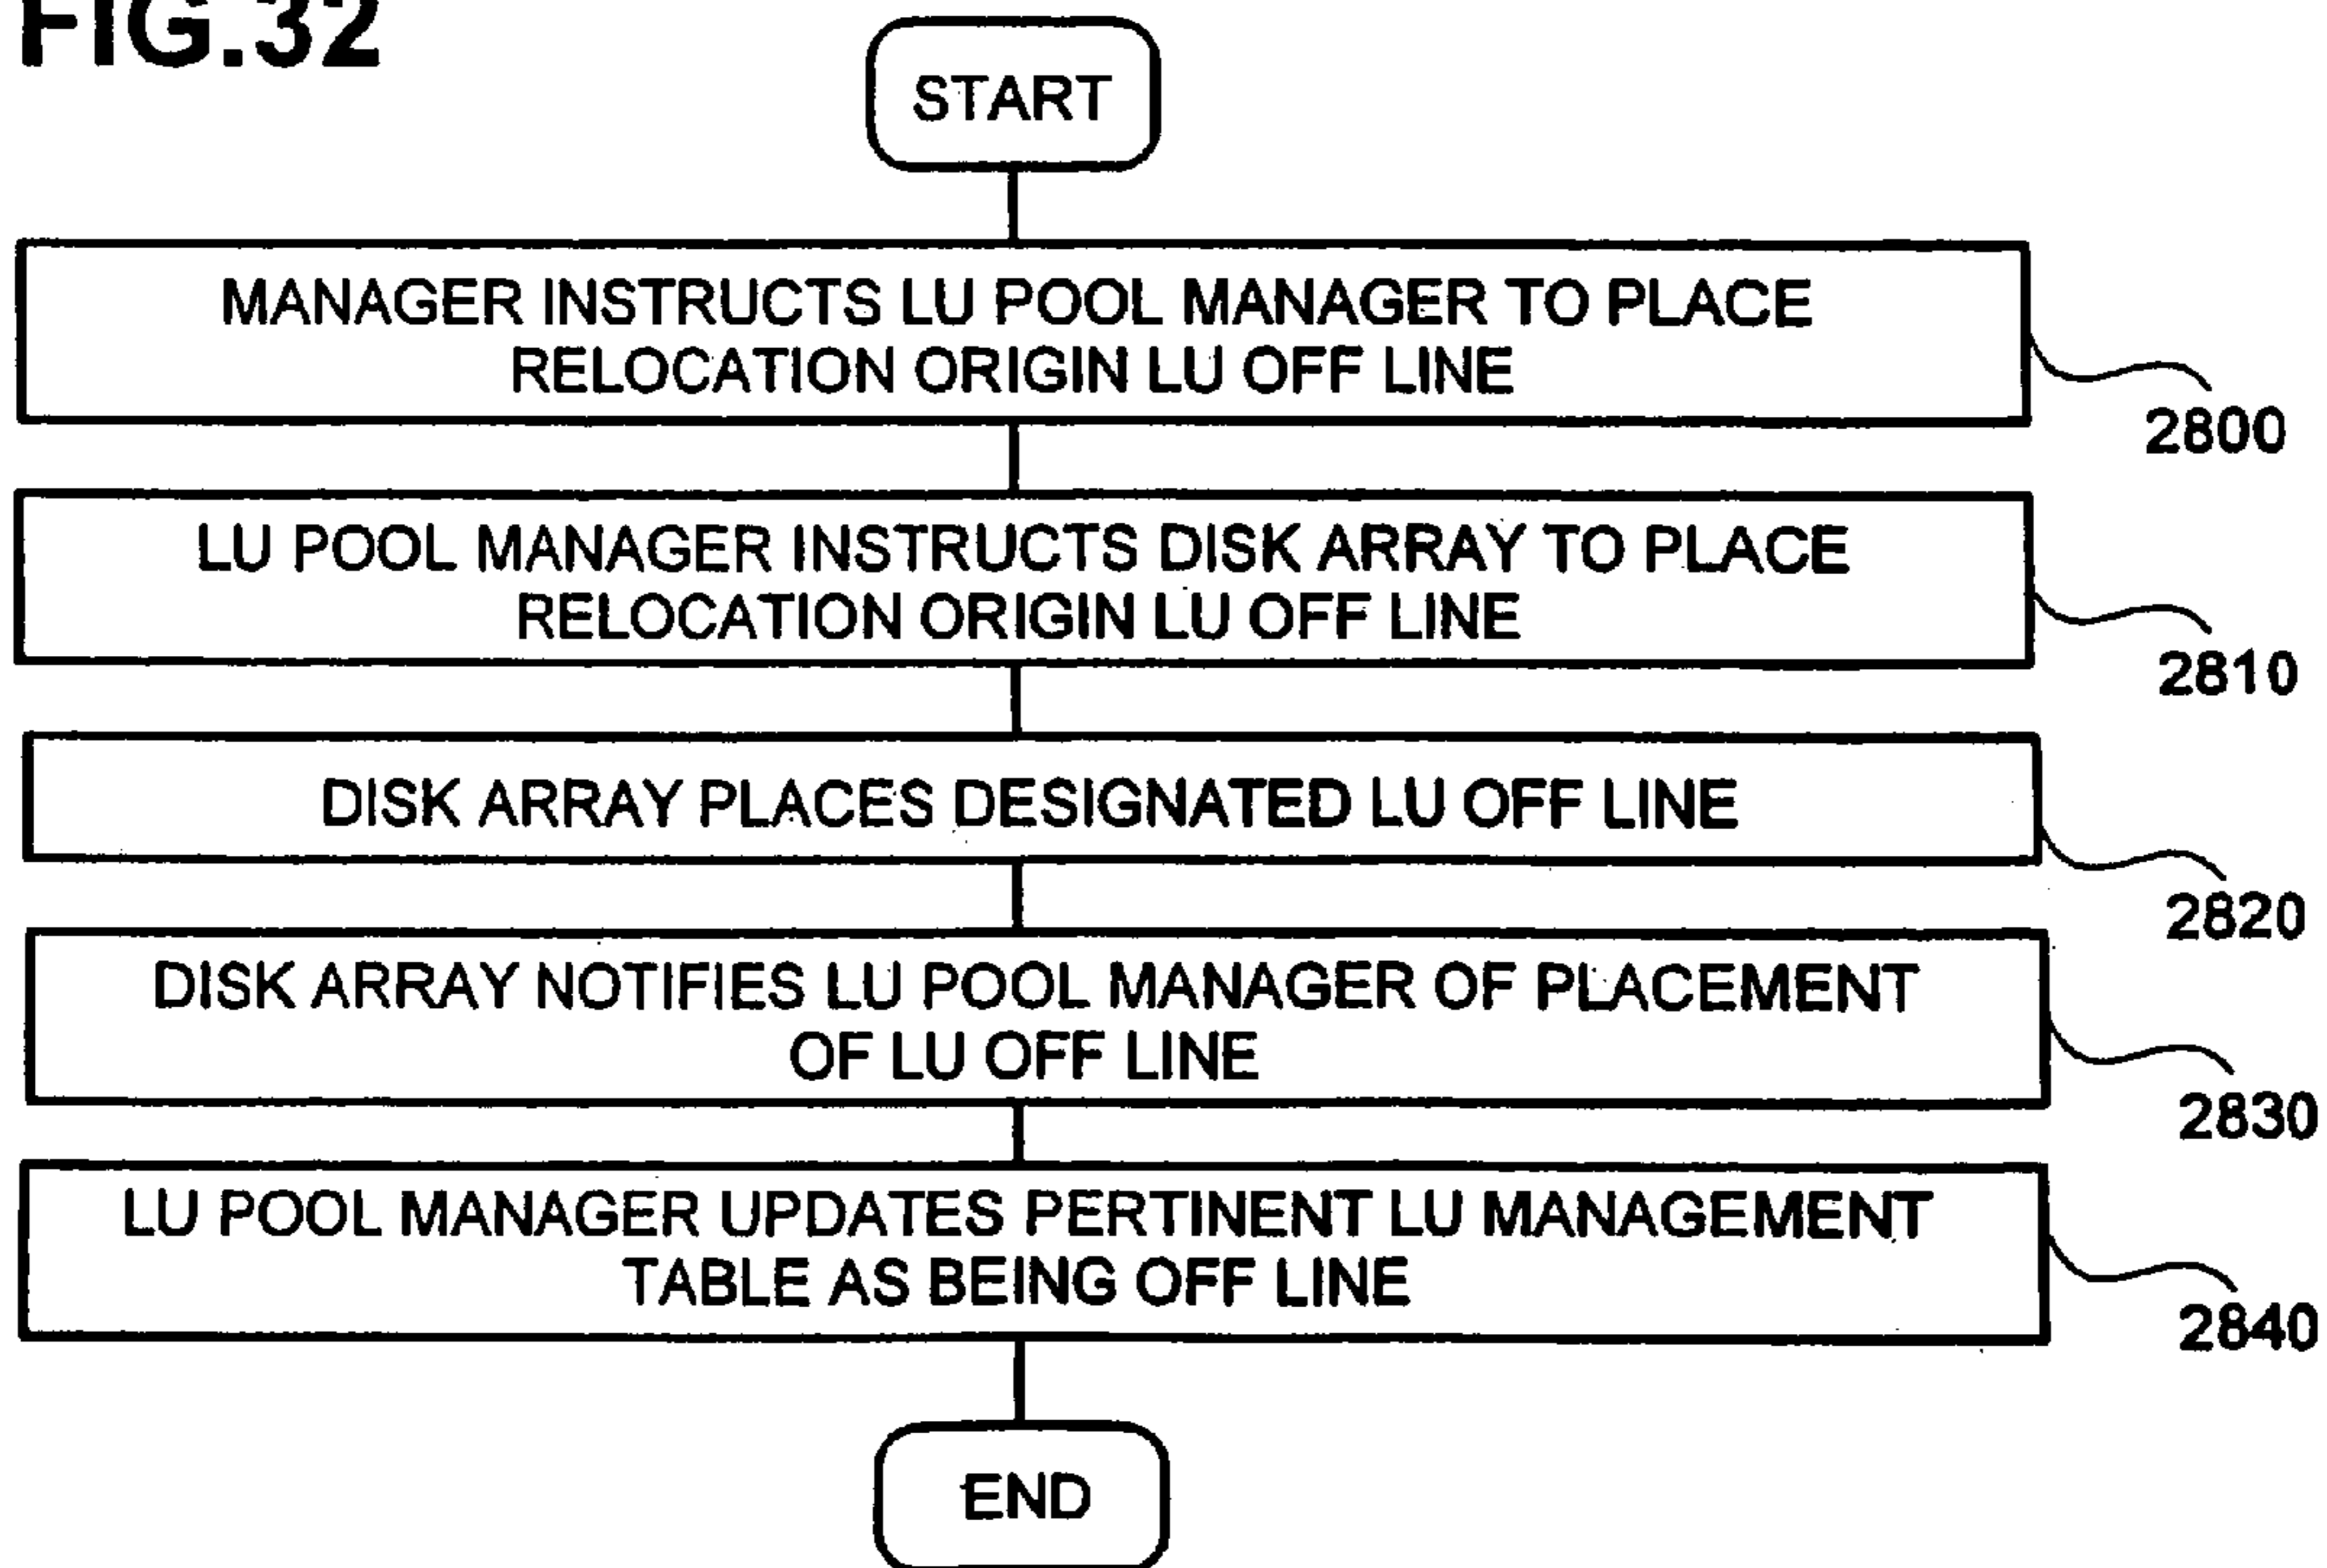 FIG.32
START
MANAGER INSTRUCTS LU POOL MANAGER TO PLACE
RELOCATION ORIGIN LU OFF LINE
2800
LU POOL MANAGER INSTRUCTS DISK ARRAY TO PLACE
RELOCATION ORIGIN LU OFF LINE
2810
DISK ARRAY PLACES DESIGNATED LU OFF LINE
2820
DISK ARRAY NOTIFIES LU POOL MANAGER OF PLACEMENT
OF LU OFF LINE
2830
LU POOL MANAGER UPDATES PERTINENT LU MANAGEMENT
TABLE AS BEING OFF LINE
2840
END